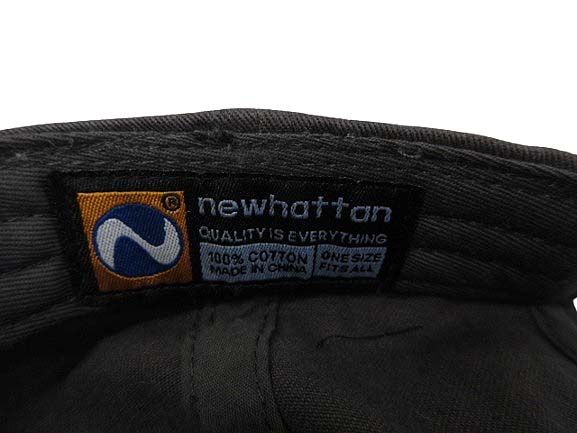 ®
newhattan
QUALITY IS EVERYTHING
100% COTTON
MADE IN CHINA
ONE SIZE
FITS ALL